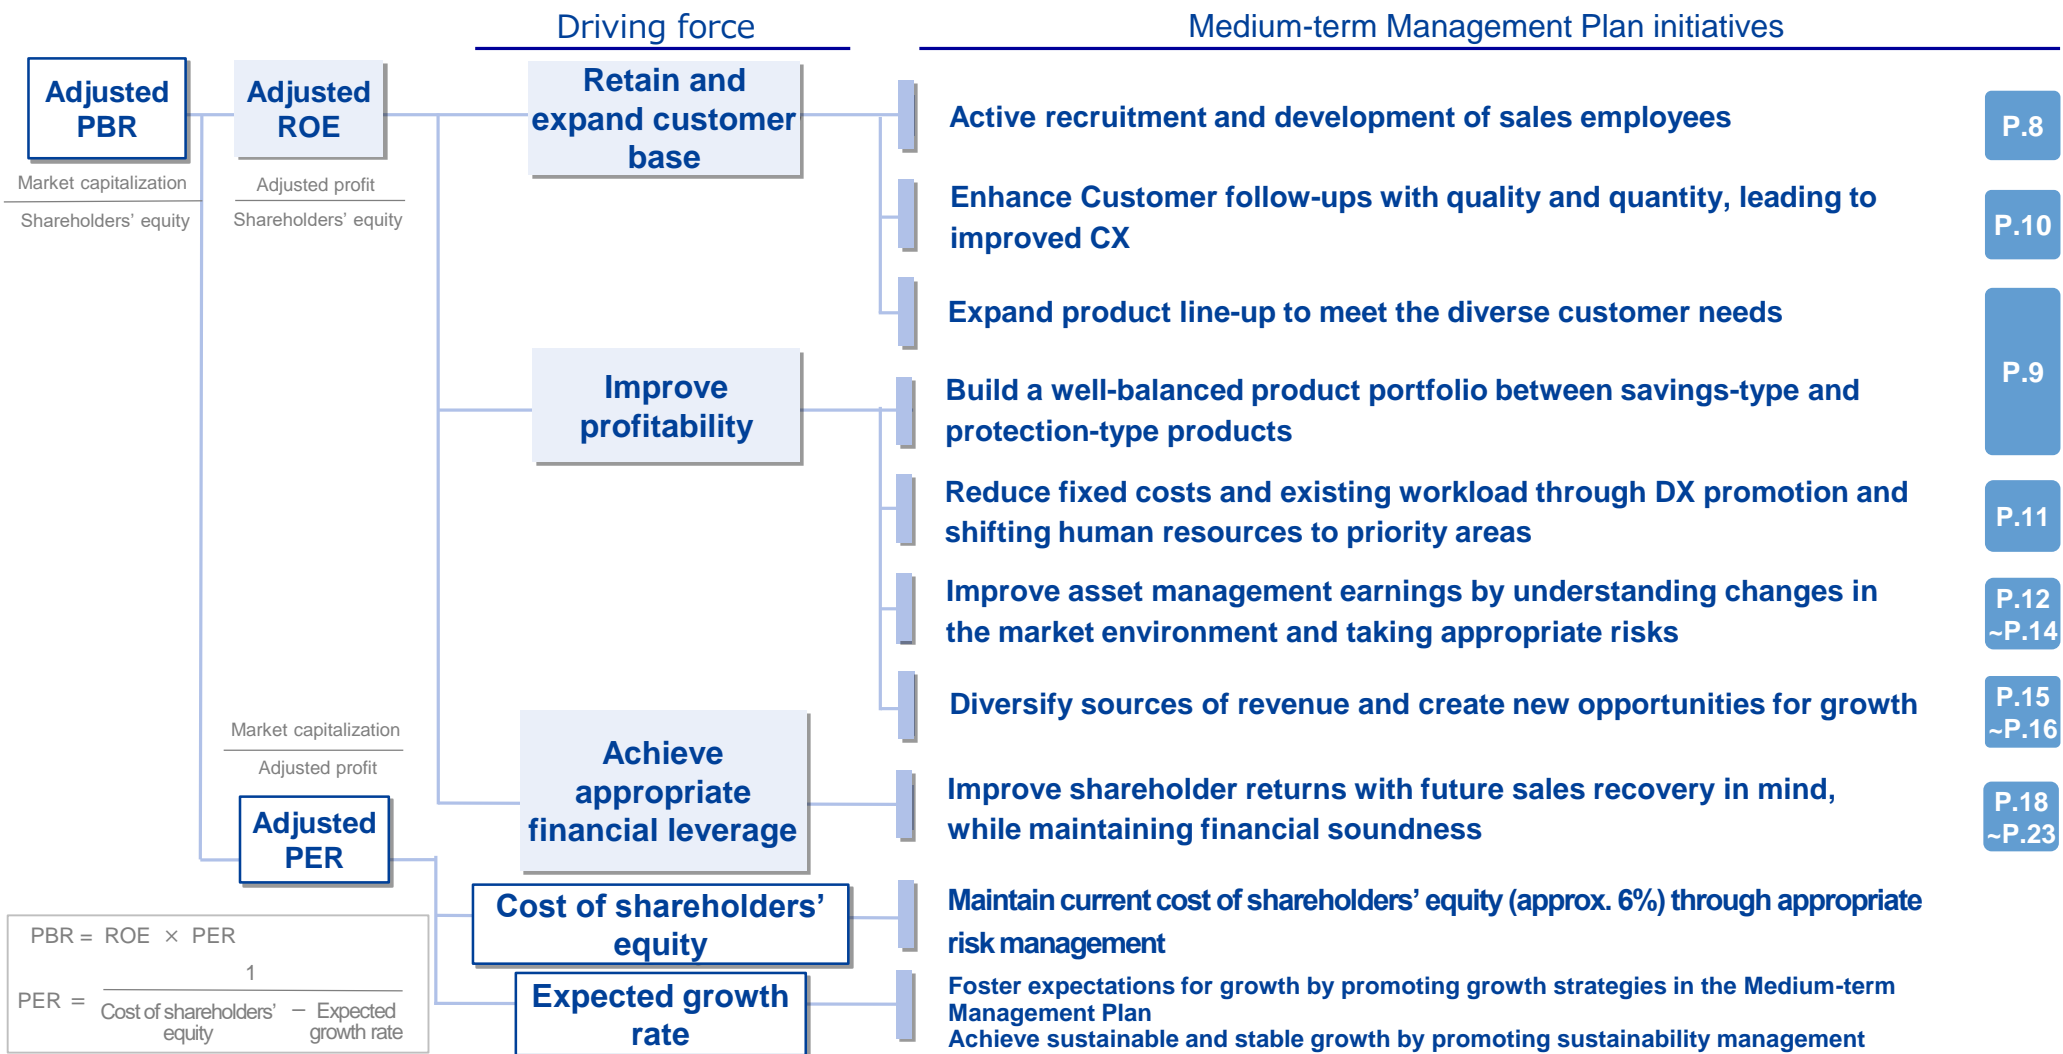 Driving force
Medium-term Management Plan initiatives
Adjusted
PBR
Market capitalization
Shareholders' equity
Adjusted
ROE
Adjusted profit
Shareholders' equity
Retain and
expand customer
base
Active recruitment and development of sales employees
P.8
Enhance Customer follow-ups with quality and quantity, leading to
improved CX
P.10
Expand product line-up to meet the diverse customer needs
P.9
Improve
profitability
Build a well-balanced product portfolio between savings-type and
protection-type products
Reduce fixed costs and existing workload through DX promotion and
shifting human resources to priority areas
P.11
Improve asset management earnings by understanding changes in
the market environment and taking appropriate risks
P.12
~P.14
Diversify sources of revenue and create new opportunities for growth
P.15
~P.16
Achieve
appropriate
financial leverage
Improve shareholder returns with future sales recovery in mind,
while maintaining financial soundness
P.18
~P.23
Market capitalization
Adjusted profit
Adjusted
PER
Cost of shareholders'
equity
Maintain current cost of shareholders' equity (approx. 6%) through appropriate
risk management
Expected growth
rate
Foster expectations for growth by promoting growth strategies in the Medium-term
Management Plan
Achieve sustainable and stable growth by promoting sustainability management
PBR = ROE × PER
PER =
1
Cost of shareholders' − Expected
equity growth rate